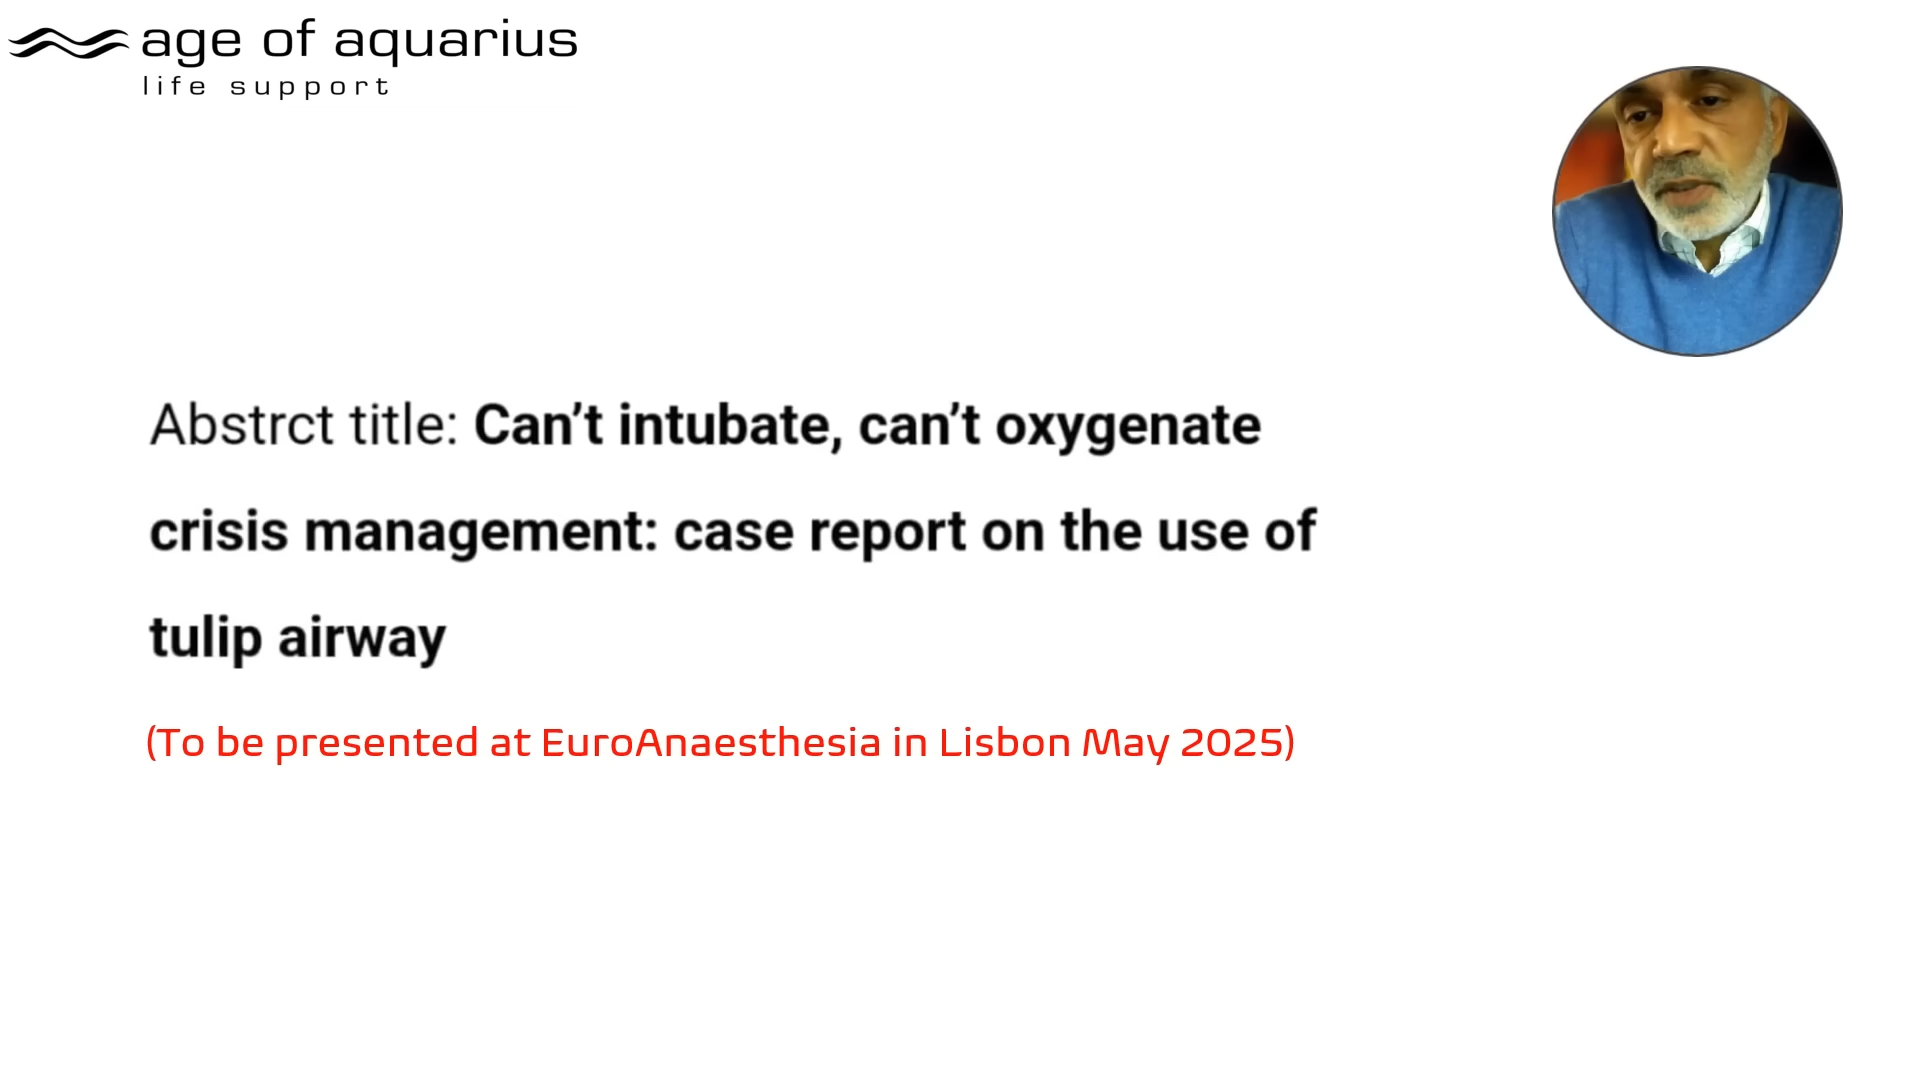 age of aquarius
life support
Abstrct title: Can’t intubate, can’t oxygenate
crisis management: case report on the use of
tulip airway
(To be presented at EuroAnaesthesia in Lisbon May 2025)